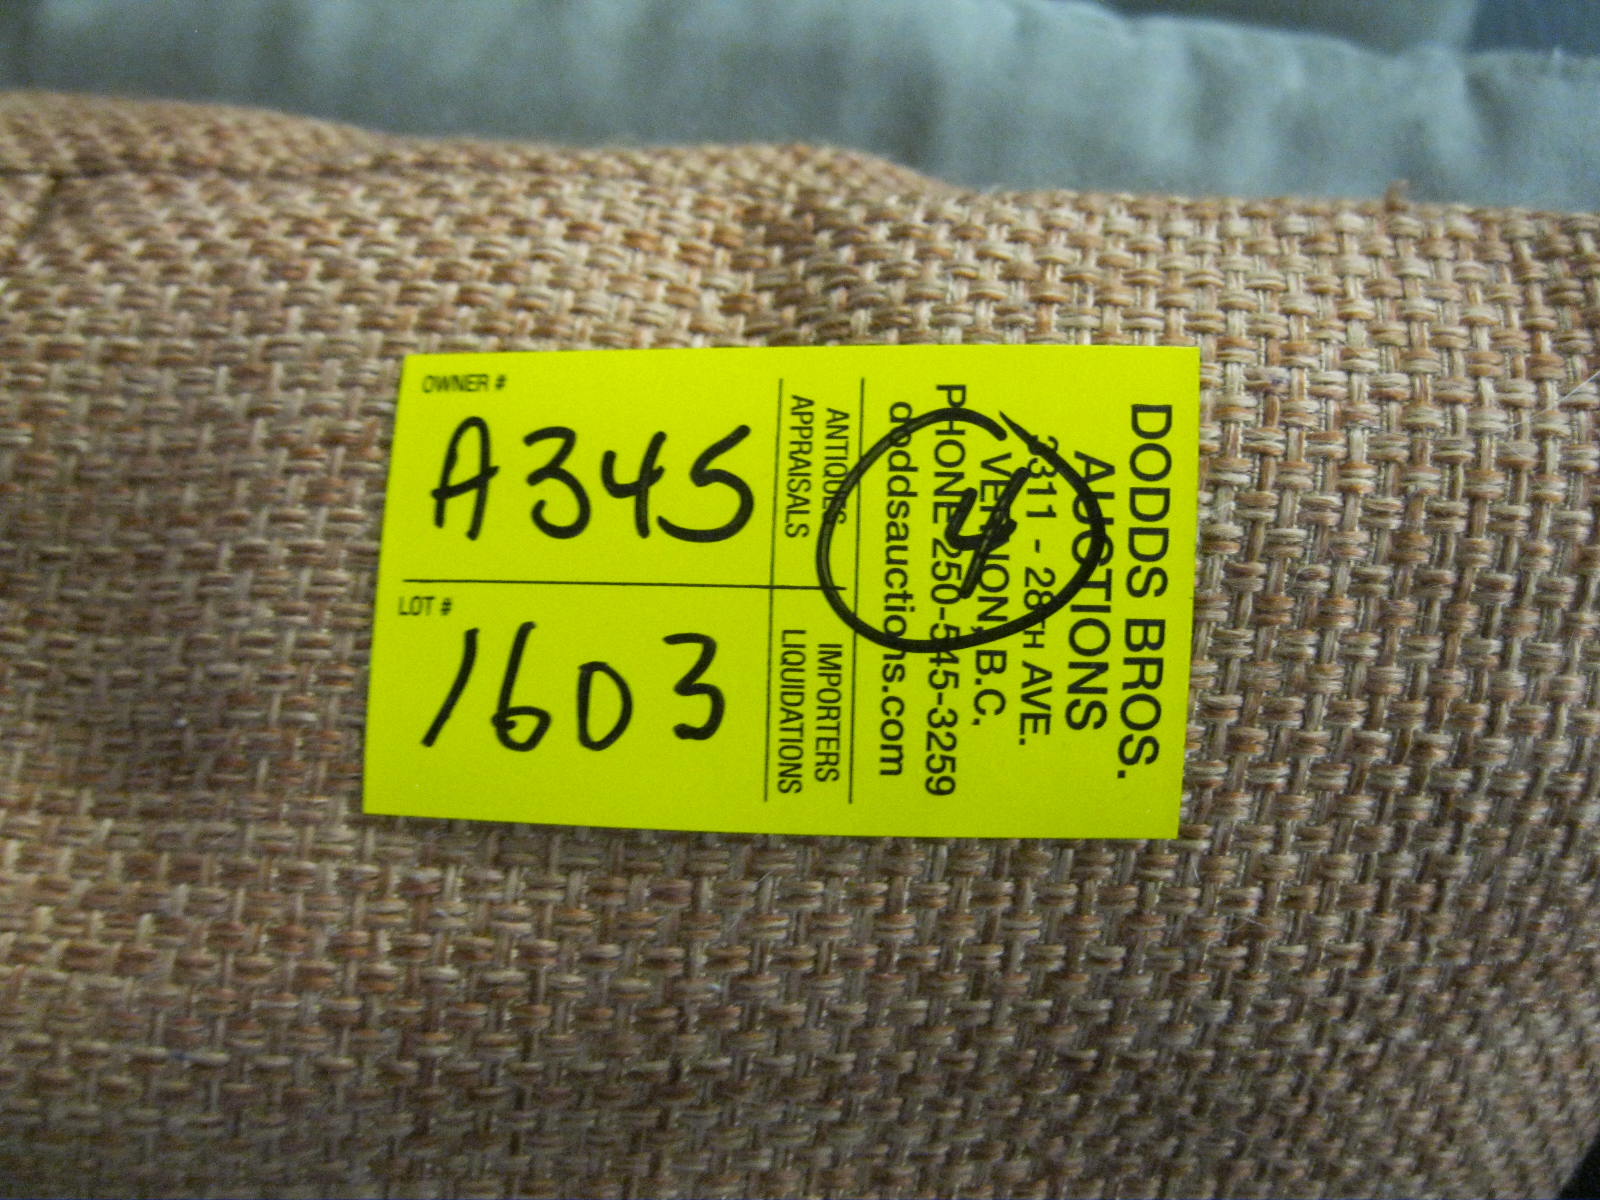 OWNER #
A345
LOT #
1603
ANTIQUES
APPRAISALS
IMPORTERS
LIQUIDATIONS
DODDS BROS.
AUCTIONS
3311 - 28TH AVE.
VERNON, B.C.
PHONE 250-545-3259
doddsauctions.com
4